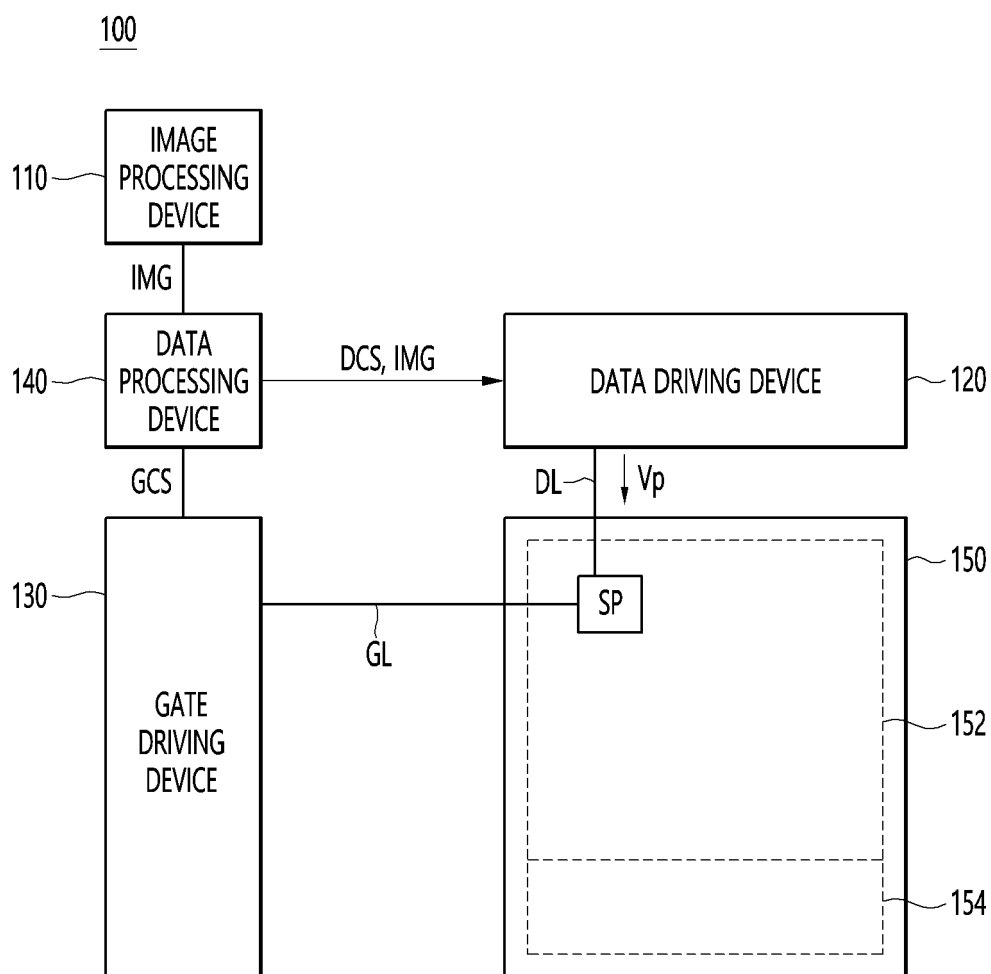 100
IMAGE
PROCESSING
DEVICE
110
IMG
DATA
PROCESSING
DEVICE
140
DCS, IMG
DATA DRIVING DEVICE
120
GCS
DL
Vp
150
130
SP
GL
GATE
DRIVING
DEVICE
152
154